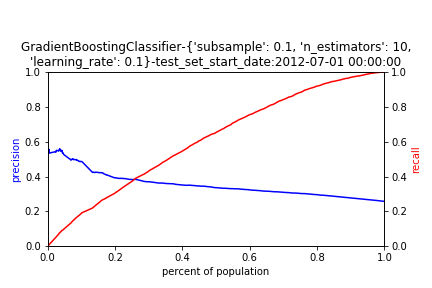 GradientBoostingClassifier-{'subsample': 0.1, 'n_estimators': 10,
'learning_rate': 0.1}-test_set_start_date:2012-07-01 00:00:00
1.0
0.8
0.6
0.4
0.2
0.0
precision
1.0
0.8
0.6
0.4
0.2
0.0
recall
0.0 0.2 0.4 0.6 0.8 1.0
percent of population